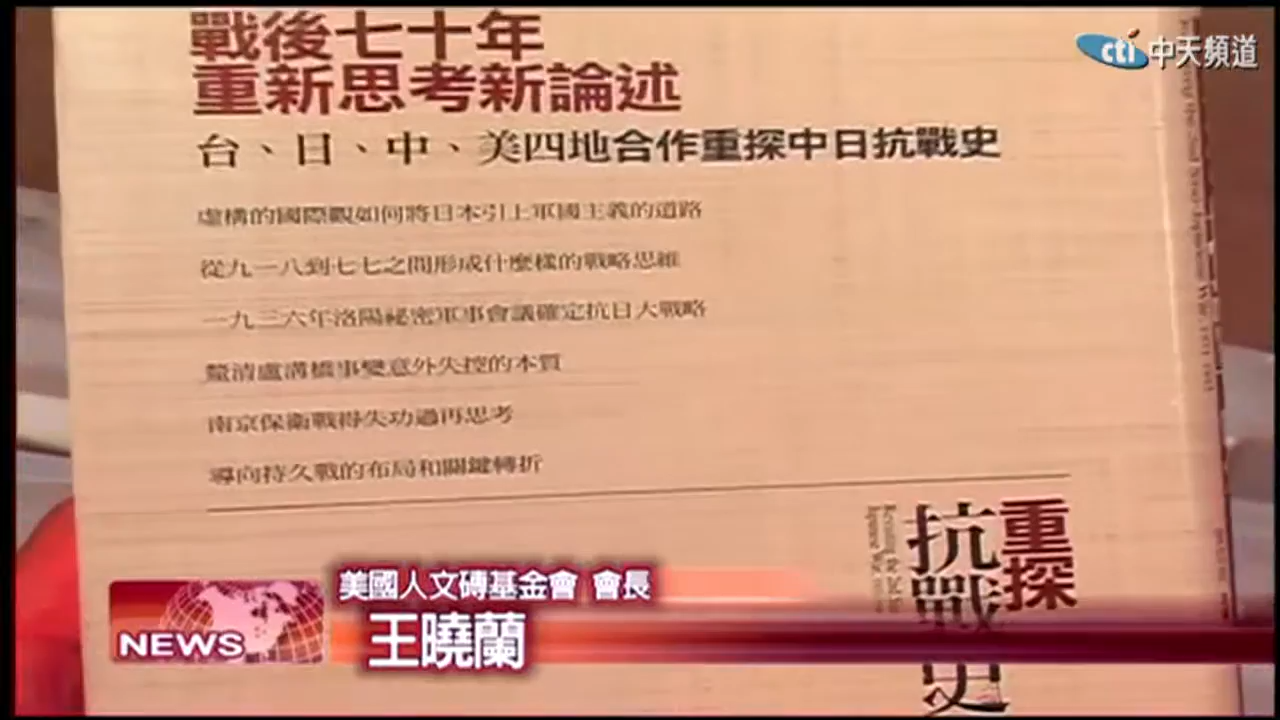 戰後七十年
重新思考新論述
台、日、中、美四地合作重探中日抗戰史
虛構的國際觀如何將日本引上軍國主義的道路
從九一八到七七之間形成什麼樣的戰略思維
一九三六年洛陽祕密軍事會議確定抗日大戰略
釐清盧溝橋事變意外失控的本質
南京保衛戰得失功過再思考
導向持久戰的布局和關鍵轉折
重探
抗戰史
cti中天頻道
美國人文磚基金會 會長
王曉蘭
NEWS